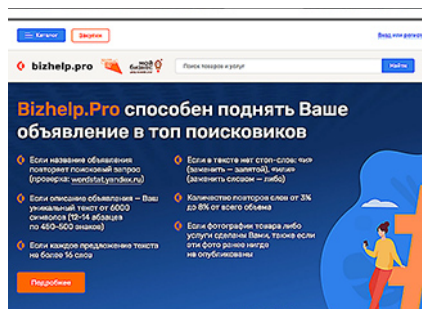 Каталог
Закупки
Вход или регист
bizhelp.pro
мой
бизнес
Поиск товаров и услуг
Найти
Bizhelp.Pro способен поднять Ваше
объявление в топ поисковиков
Если название объявления
повторяет поисковый запрос
(проверка: wordstat.yandex.ru)
Если описание объявления – Ваш
уникальный текст от 6000
символов (12-14 абзацев
по 450-500 знаков)
Если каждое предложение текста
не более 16 слов
Если в тексте нет стоп-слов: «и»
(заменить – запятой), «или»
(заменить словом – либо)
Количество повторов слов от 3%
до 8% от всего объема
Если фотографии товара либо
услуги сделаны Вами, также если
эти фото ранее нигде
не опубликованы
Подробнее